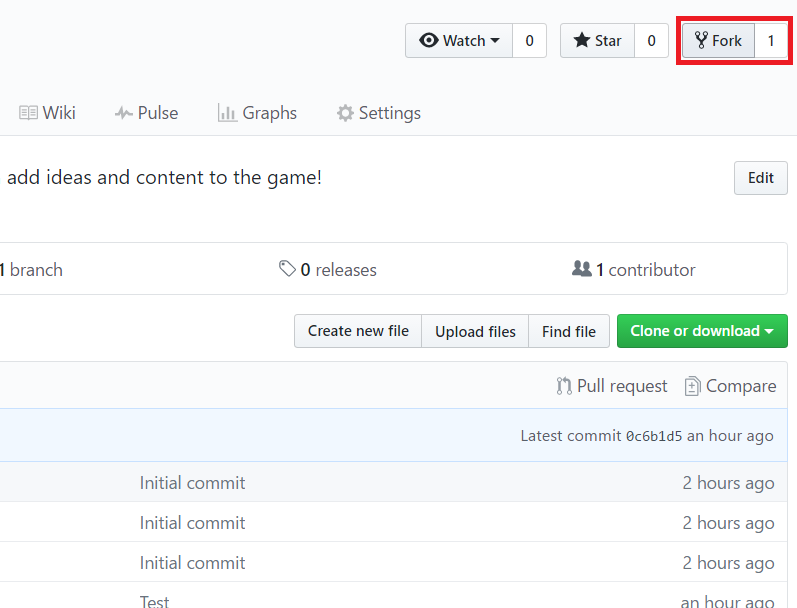 Watch 0 Star 0 Fork 1
Wiki Pulse Graphs Settings
add ideas and content to the game!
Edit
1 branch 0 releases 1 contributor
Create new file Upload files Find file Clone or download
Pull request Compare
Latest commit 0c6b1d5 an hour ago
Initial commit 2 hours ago
Initial commit 2 hours ago
Initial commit 2 hours ago
Test an hour ago